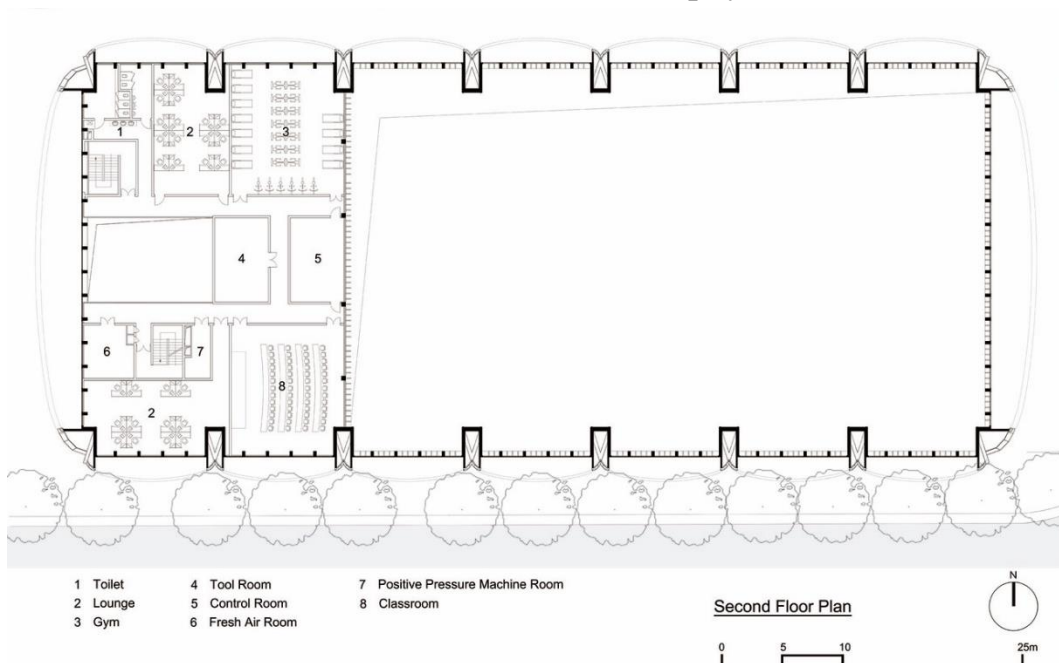 1
2
3
4
5
6
7
8
2
1 Toilet
2 Lounge
3 Gym
4 Tool Room
5 Control Room
6 Fresh Air Room
7 Positive Pressure Machine Room
8 Classroom
Second Floor Plan
N
0 5 10 25m